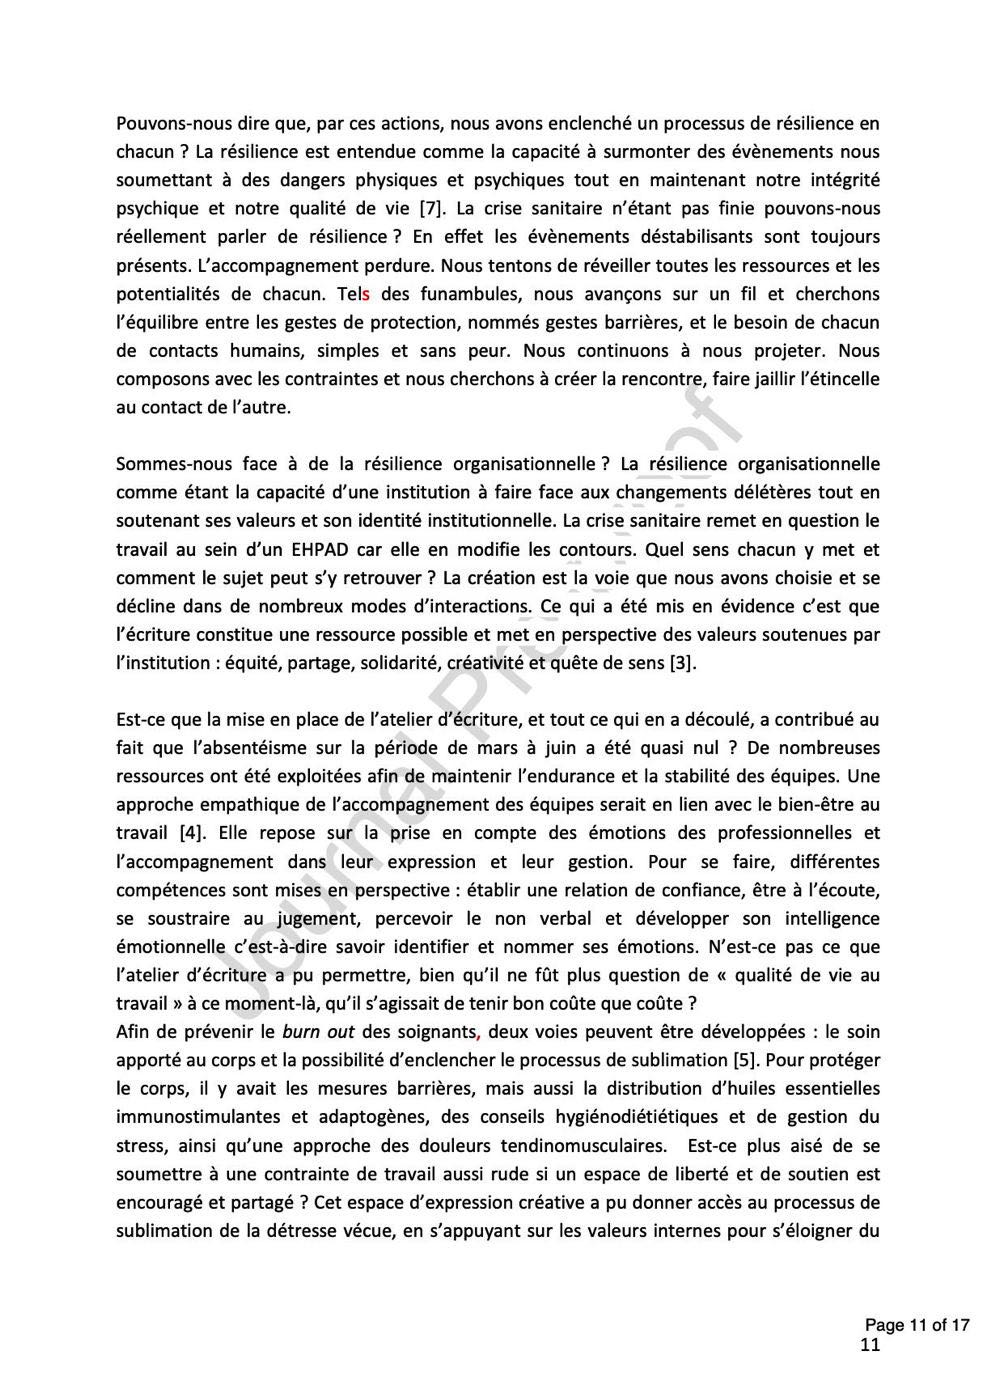 Pouvons-nous dire que, par ces actions, nous avons enclenché un processus de résilience en
chacun ? La résilience est entendue comme la capacité à surmonter des évènements nous
soumettant à des dangers physiques et psychiques tout en maintenant notre intégrité
psychique et notre qualité de vie [7]. La crise sanitaire n’étant pas finie pouvons-nous
réellement parler de résilience ? En effet les évènements déstabilisants sont toujours
présents. L’accompagnement perdure. Nous tentons de réveiller toutes les ressources et les
potentialités de chacun. Tels des funambules, nous avançons sur un fil et cherchons
l’équilibre entre les gestes de protection, nommés gestes barrières, et le besoin de chacun
de contacts humains, simples et sans peur. Nous continuons à nous projeter. Nous
composons avec les contraintes et nous cherchons à créer la rencontre, faire jaillir l’étincelle
au contact de l’autre.
Sommes-nous face à de la résilience organisationnelle ? La résilience organisationnelle
comme étant la capacité d’une institution à faire face aux changements délétères tout en
soutenant ses valeurs et son identité institutionnelle. La crise sanitaire remet en question le
travail au sein d’un EHPAD car elle en modifie les contours. Quel sens chacun y met et
comment le sujet peut s’y retrouver ? La création est la voie que nous avons choisie et se
décline dans de nombreux modes d’interactions. Ce qui a été mis en évidence c’est que
l’écriture constitue une ressource possible et met en perspective des valeurs soutenues par
l’institution : équité, partage, solidarité, créativité et quête de sens [3].
Est-ce que la mise en place de l’atelier d’écriture, et tout ce qui en a découlé, a contribué au
fait que l’absentéisme sur la période de mars à juin a été quasi nul ? De nombreuses
ressources ont été exploitées afin de maintenir l’endurance et la stabilité des équipes. Une
approche empathique de l’accompagnement des équipes serait en lien avec le bien-être au
travail [4]. Elle repose sur la prise en compte des émotions des professionnelles et
l’accompagnement dans leur expression et leur gestion. Pour se faire, différentes
compétences sont mises en perspective : établir une relation de confiance, être à l’écoute,
se soustraire au jugement, percevoir le non verbal et développer son intelligence
émotionnelle c’est-à-dire savoir identifier et nommer ses émotions. N’est-ce pas ce que
l’atelier d’écriture a pu permettre, bien qu’il ne fût plus question de « qualité de vie au
travail » à ce moment-là, qu’il s’agissait de tenir bon coûte que coûte ?
Afin de prévenir le burn out des soignants, deux voies peuvent être développées : le soin
apporté au corps et la possibilité d’enclencher le processus de sublimation [5]. Pour protéger
le corps, il y avait les mesures barrières, mais aussi la distribution d’huiles essentielles
immunostimulantes et adaptogènes, des conseils hygiénodiététiques et de gestion du
stress, ainsi qu’une approche des douleurs tendinomusculaires. Est-ce plus aisé de se
soumettre à une contrainte de travail aussi rude si un espace de liberté et de soutien est
encouragé et partagé ? Cet espace d’expression créative a pu donner accès au processus de
sublimation de la détresse vécue, en s’appuyant sur les valeurs internes pour s’éloigner du
Journal Pre-proof
Page 11 of 17
11